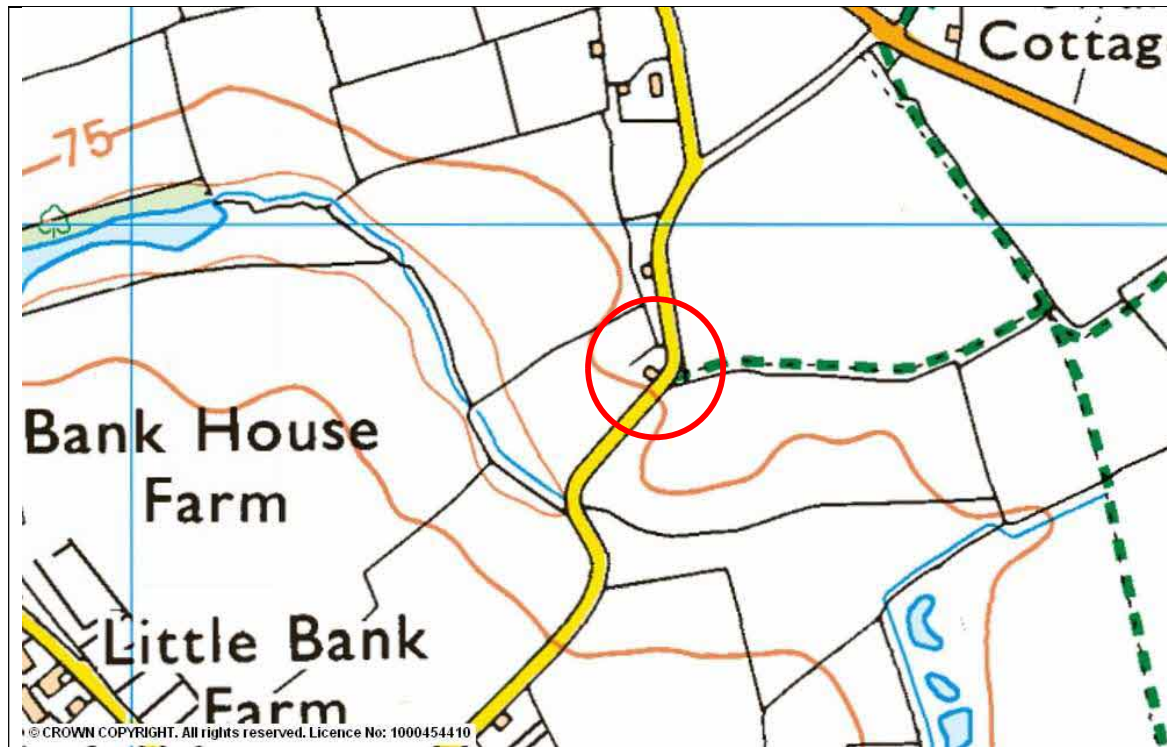 Cottag
75
Bank House
Farm
Little Bank
Farm
© CROWN COPYRIGHT. All rights reserved. Licence No: 1000454410